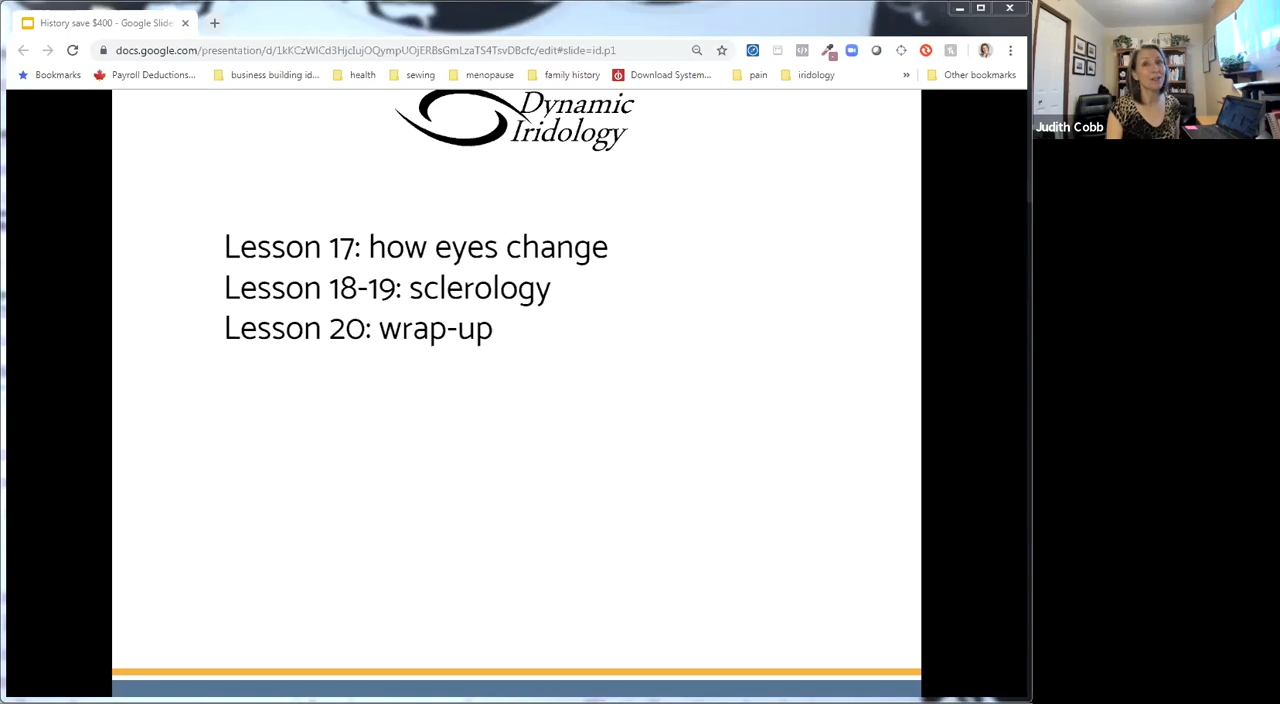 History save $400 - Google Slide
docs.google.com/presentation/d/1kKCzWlCd3HjcIujOQympUOjERBsGmLzaTS4TsvDBcfc/edit#slide=id.p1
Bookmarks Payroll Deductions... business building id... health sewing menopause family history Download System... pain iridology » Other bookmarks
Dynamic
Iridology
Judith Cobb
Lesson 17: how eyes change
Lesson 18-19: sclerology
Lesson 20: wrap-up